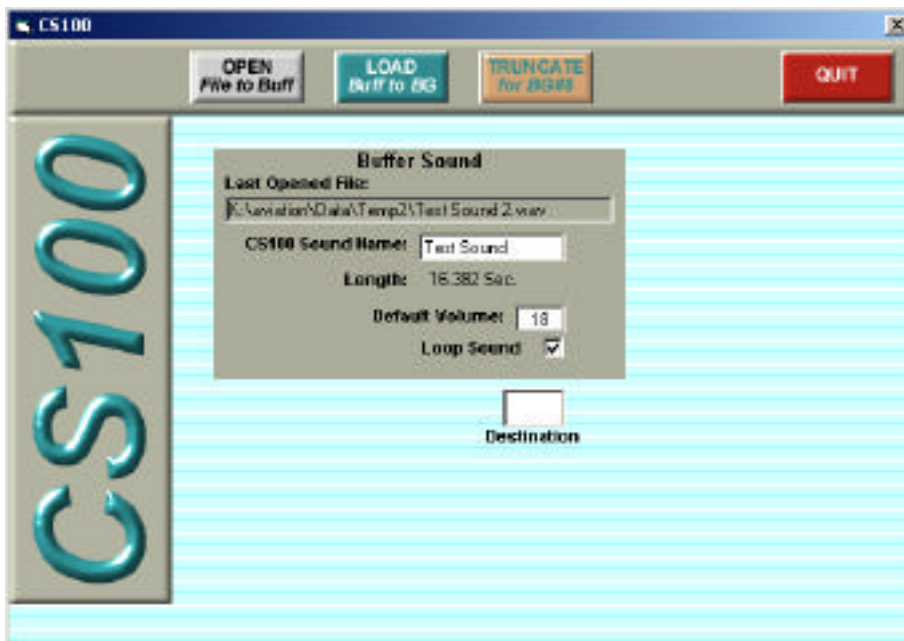 CS100
OPEN
File to Buff
LOAD
Buff to BG
TRUNCATE
for BG#8
QUIT
CS100
Buffer Sound
Last Opened File:
K:\aviation\Data\Temp2\Test Sound 2.wav
CS100 Sound Name: Test Sound
Length: 16.382 Sec.
Default Volume: 18
Loop Sound
Destination